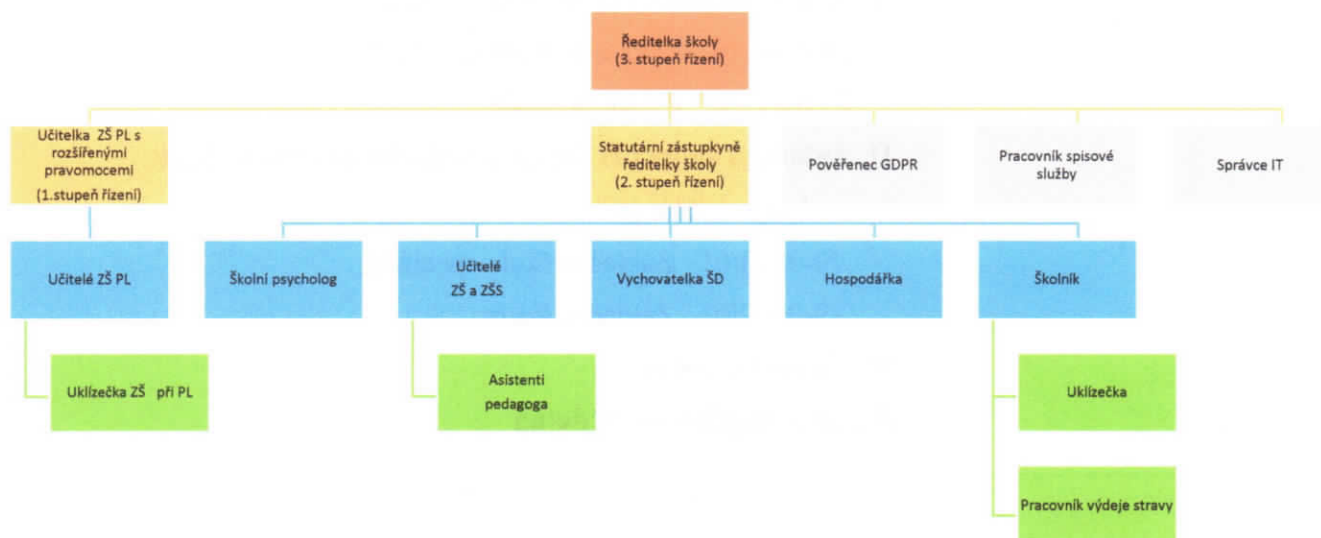 Ředitelka školy
(3. stupeň řízení)
Učitelka ZŠ PL s
rozšířenými
pravomocemi
(1.stupeň řízení)
Statutární zástupkyně
ředitelky školy
(2. stupeň řízení)
Pověřenec GDPR
Pracovník spisové
služby
Správce IT
Učitelé ZŠ PL
Školní psycholog
Učitelé
ZŠ a ZŠS
Vychovatelka ŠD
Hospodářka
Školník
Uklízečka ZŠ při PL
Asistenti
pedagoga
Uklízečka
Pracovník výdeje stravy